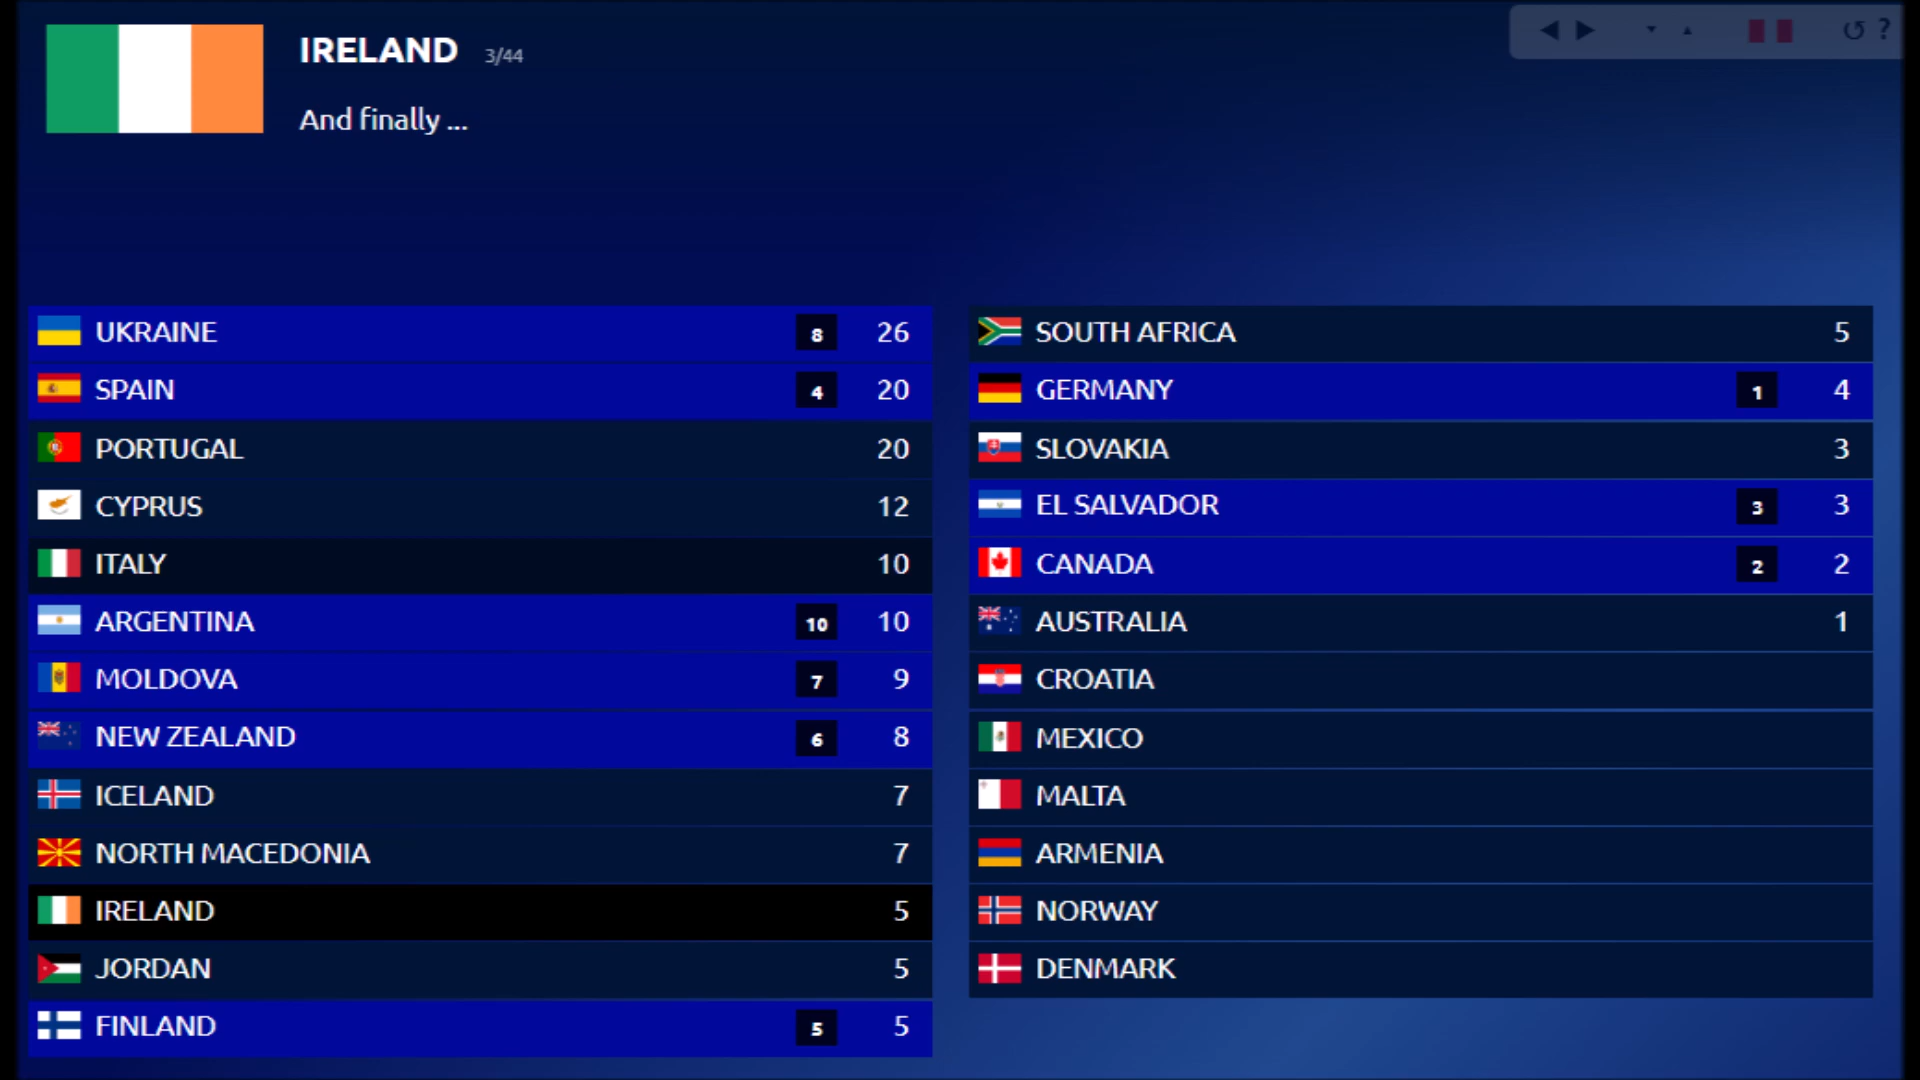 IRELAND 3/44
And finally ...
?
UKRAINE 8 26
SPAIN 4 20
PORTUGAL 20
CYPRUS 12
ITALY 10
ARGENTINA 10 10
MOLDOVA 7 9
NEW ZEALAND 6 8
ICELAND 7
NORTH MACEDONIA 7
IRELAND 5
JORDAN 5
FINLAND 5 5
SOUTH AFRICA 5
GERMANY 1 4
SLOVAKIA 3
EL SALVADOR 3 3
CANADA 2 2
AUSTRALIA 1
CROATIA
MEXICO
MALTA
ARMENIA
NORWAY
DENMARK